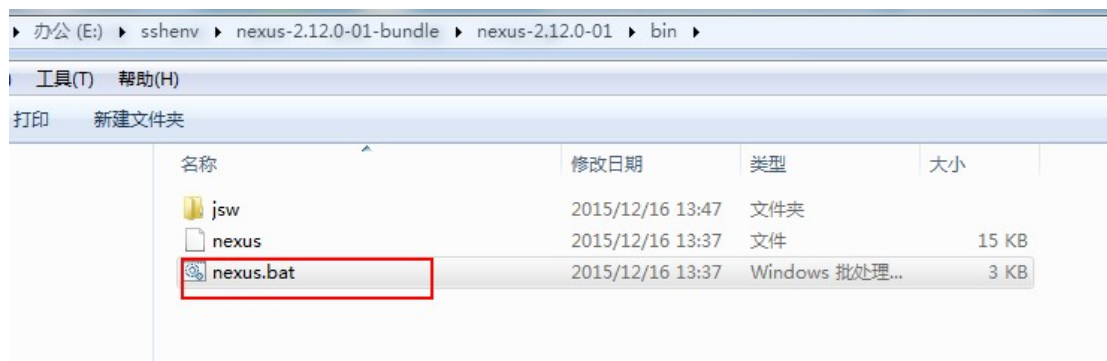 办公 (E:) sshenv nexus-2.12.0-01-bundle nexus-2.12.0-01 bin
工具(T) 帮助(H)
打印 新建文件夹
名称 修改日期 类型 大小
jsw 2015/12/16 13:47 文件夹
nexus 2015/12/16 13:37 文件 15 KB
nexus.bat 2015/12/16 13:37 Windows 批处理... 3 KB